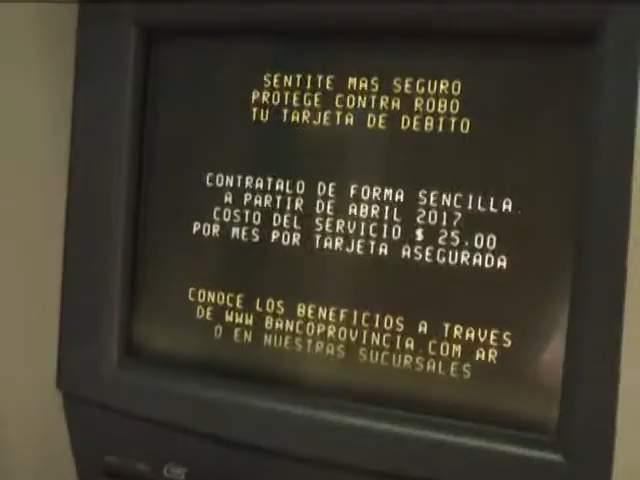 SENTITE MAS SEGURO
PROTEGE CONTRA ROBO
TU TARJETA DE DEBITO
CONTRATALO DE FORMA SENCILLA.
A PARTIR DE ABRIL 2017
COSTO DEL SERVICIO $ 25.00
POR MES POR TARJETA ASEGURADA
CONOCE LOS BENEFICIOS A TRAVES
DE WWW.BANCOPROVINCIA.COM.AR
O EN NUESTRAS SUCURSALES